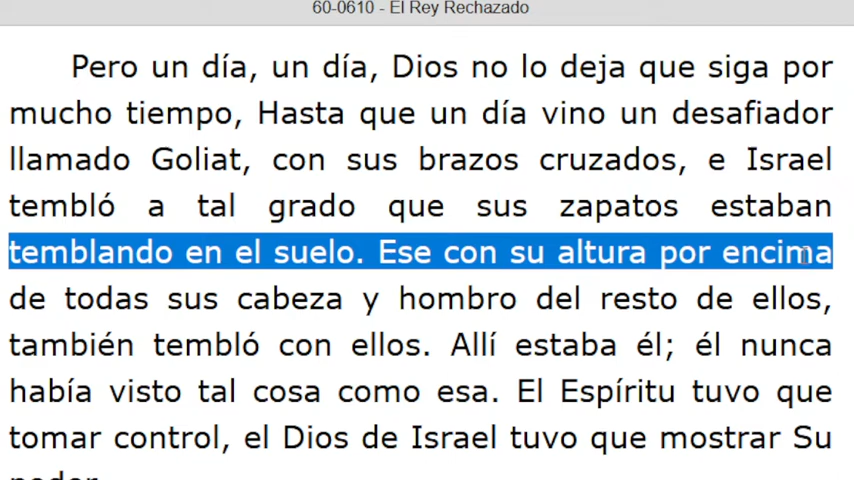 60-0610 - El Rey Rechazado
Pero un día, un día, Dios no lo deja que siga por
mucho tiempo, Hasta que un día vino un desafiador
llamado Goliat, con sus brazos cruzados, e Israel
tembló a tal grado que sus zapatos estaban
temblando en el suelo. Ese con su altura por encima
de todas sus cabeza y hombro del resto de ellos,
también tembló con ellos. Allí estaba él; él nunca
había visto tal cosa como esa. El Espíritu tuvo que
tomar control, el Dios de Israel tuvo que mostrar Su